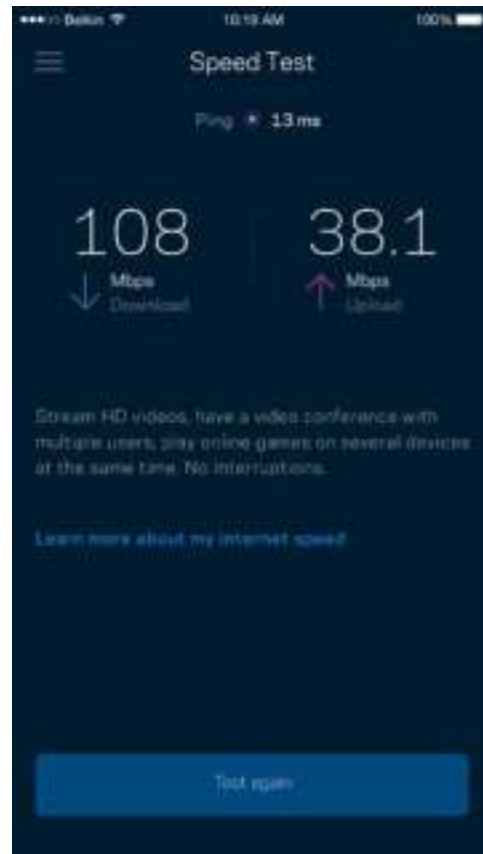 Belkin 10:19 AM 100%
Speed Test
Ping 13 ms
108 38.1
Mbps Mbps
Download Upload
Stream HD videos, have a video conference with
multiple users, play online games on several devices
at the same time. No interruptions.
Learn more about my internet speed
Test again